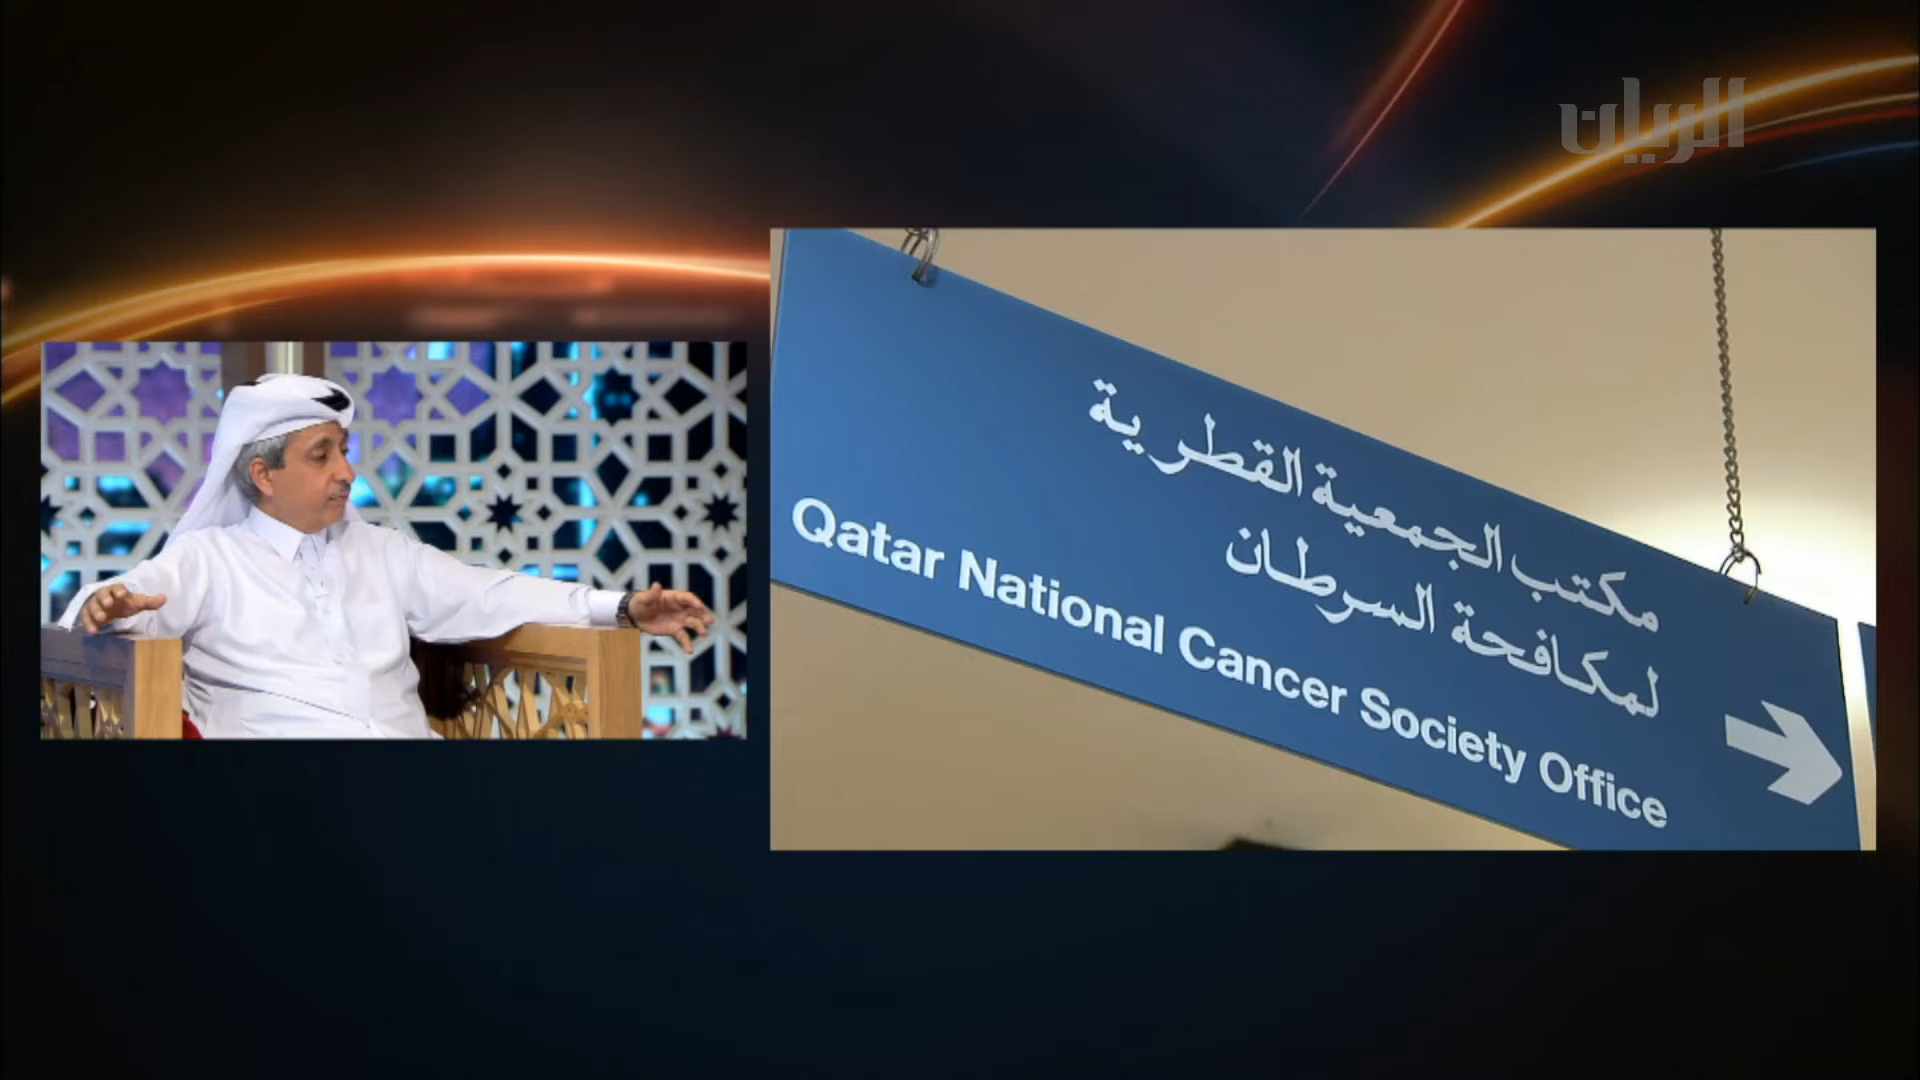 الريان
مكتب الجمعية القطرية
لمكافحة السرطان
Qatar National Cancer Society Office